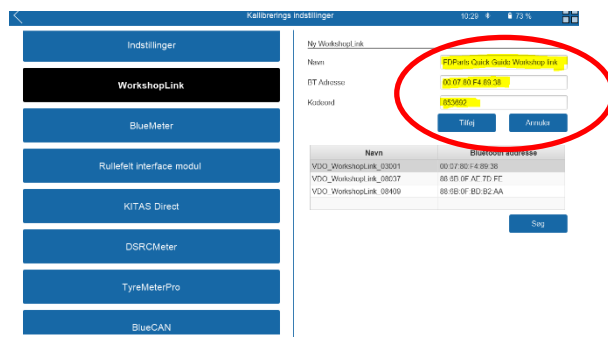 Kalibrerings indstillinger
10:29
73 %
Indstillinger
WorkshopLink
BlueMeter
Rullefelt interface modul
KITAS Direct
DSRCMeter
TyreMeterPro
BlueCAN
Ny WorkshopLink
Navn
FDParts Quick Guide Workshop link
BT Adresse
00:07:80:F4:89:38
Kodeord
853692
Tilføj
Annuler
Navn
Bluetooth addresse
VDO_WorkshopLink_03001
00:07:80:F4:89:38
VDO_WorkshopLink_08037
88:6B:0F:AE:7D:FE
VDO_WorkshopLink_08409
88:6B:0F:BD:B2:AA
Søg